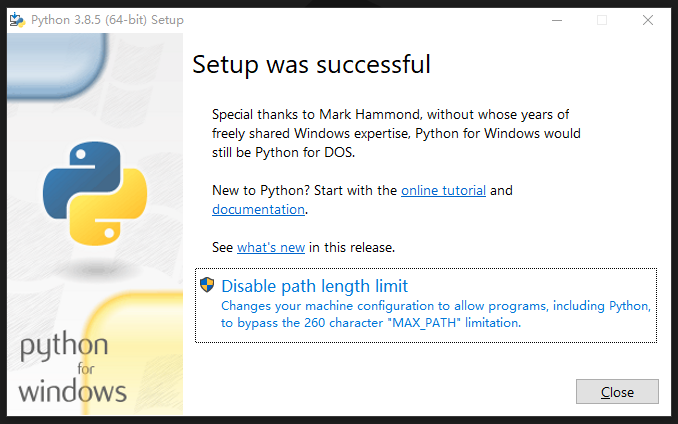 Python 3.8.5 (64-bit) Setup
Setup was successful
Special thanks to Mark Hammond, without whose years of
freely shared Windows expertise, Python for Windows would
still be Python for DOS.
New to Python? Start with the online tutorial and
documentation.
See what's new in this release.
Disable path length limit
Changes your machine configuration to allow programs, including Python,
to bypass the 260 character "MAX_PATH" limitation.
python
for
windows
Close